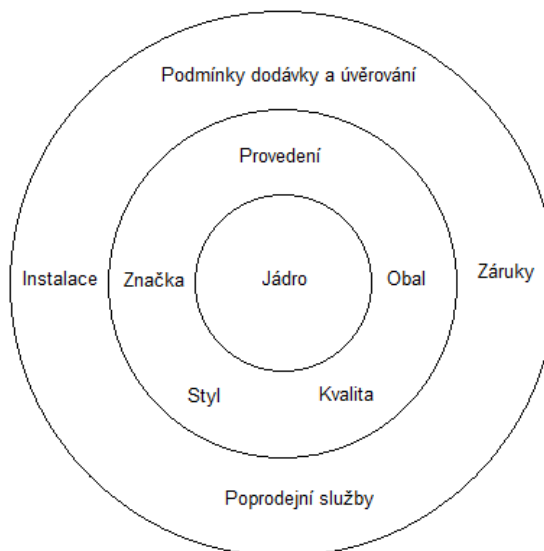 Podmínky dodávky a úvěrování
Provedení
Instalace
Značka
Jádro
Obal
Záruky
Styl
Kvalita
Poprodejní služby